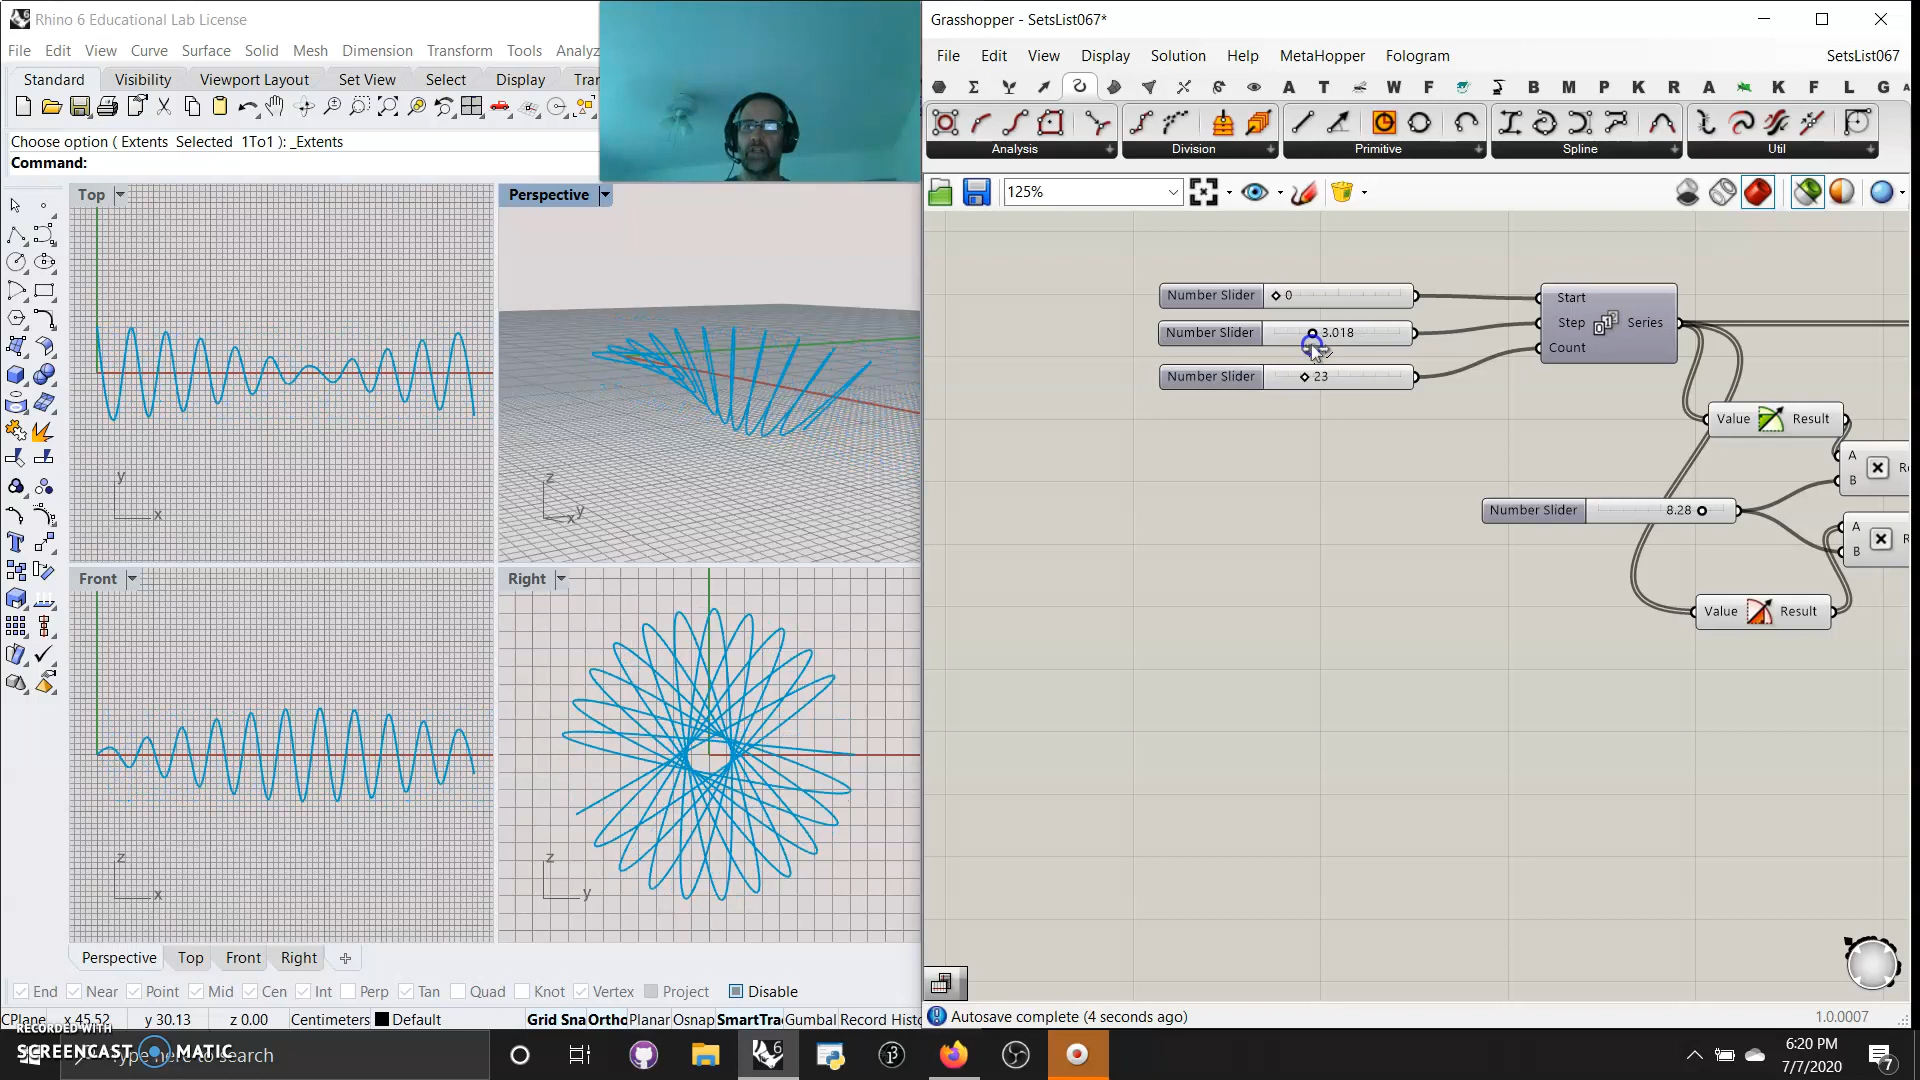 Rhino 6 Educational Lab License
File Edit View Curve Surface Solid Mesh Dimension Transform Tools Analyz
Standard Visibility Viewport Layout Set View Select Display Tran
Choose option ( Extents Selected 1To1 ): _Extents
Command:
Top
Perspective
y
x
z
x
y
Front
Right
z
x
z
y
Perspective Top Front Right
End Near Point Mid Cen Int Perp Tan Quad Knot Vertex Project Disable
CPlane x 45.52 y 30.13 z 0.00 Centimeters Default Grid Sna Ortho Planar Osnap SmartTra Gumbal Record Histo
Grasshopper - SetsList067*
File Edit View Display Solution Help MetaHopper Fologram SetsList067
Σ A T W F B M P K R A K F L G
Analysis Division Primitive Spline Util
125%
Number Slider 0
Number Slider 3.018
Number Slider 23
Start
Step Series
Count
Value Result
A
B
Number Slider 8.28
A
B
Value Result
Autosave complete (4 seconds ago) 1.0.0007
RECORDED WITH
SCREENCAST MATIC
Type here to search
6:20 PM
7/7/2020
7